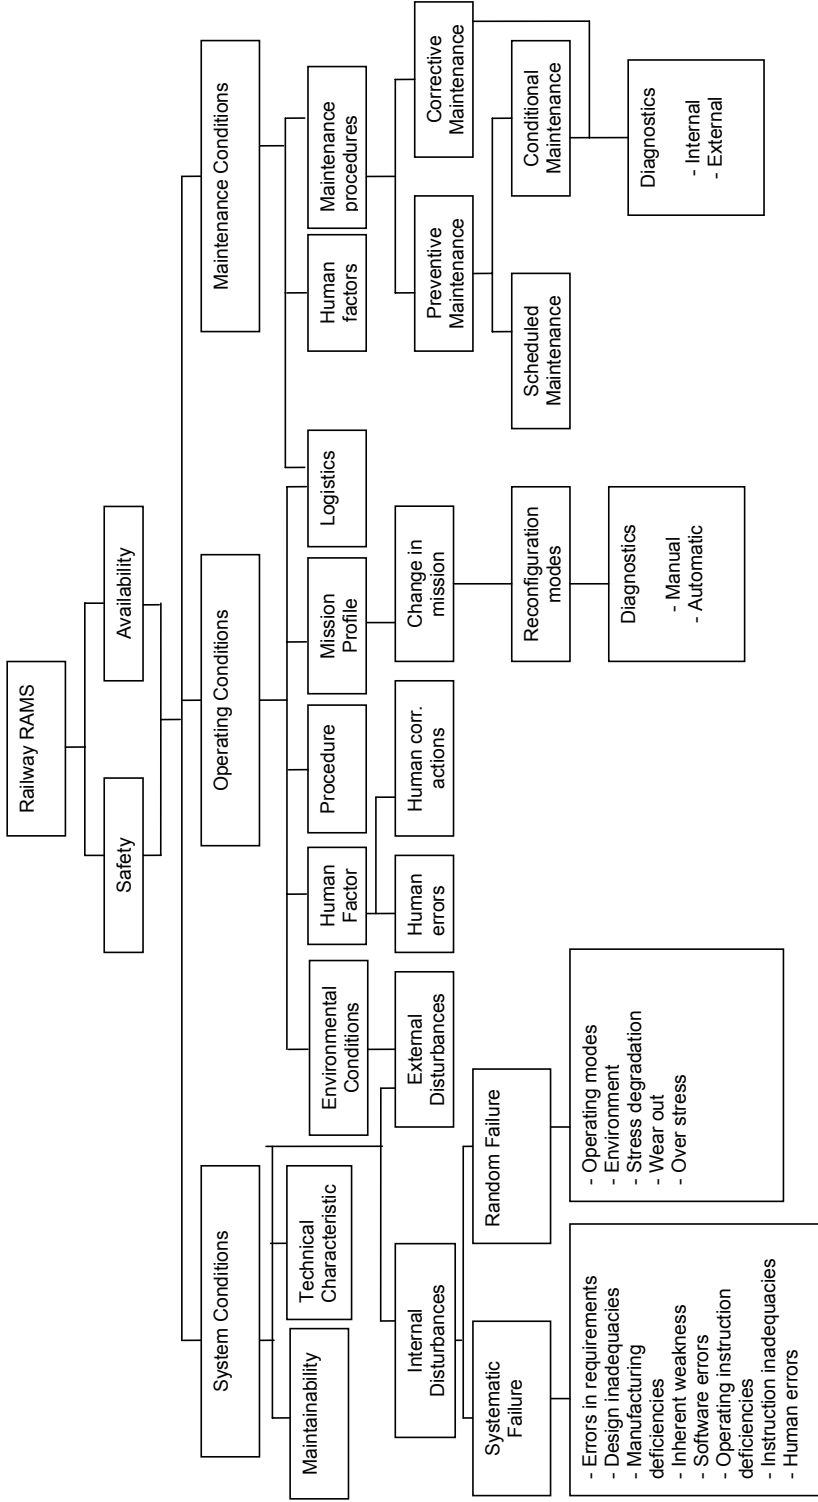 Railway RAMS
Safety
Availability
System Conditions
Operating Conditions
Maintenance Conditions
Maintainability
Technical
Characteristic
Environmental
Conditions
Human
Factor
Procedure
Mission
Profile
Logistics
Human
factors
Maintenance
procedures
Internal
Disturbances
External
Disturbances
Human
errors
Human corr.
actions
Change in
mission
Preventive
Maintenance
Corrective
Maintenance
Systematic
Failure
Random Failure
Reconfiguration
modes
Scheduled
Maintenance
Conditional
Maintenance
- Errors in requirements
- Design inadequacies
- Manufacturing
deficiencies
- Inherent weakness
- Software errors
- Operating instruction
deficiencies
- Instruction inadequacies
- Human errors
- Operating modes
- Environment
- Stress degradation
- Wear out
- Over stress
Diagnostics
- Manual
- Automatic
Diagnostics
- Internal
- External